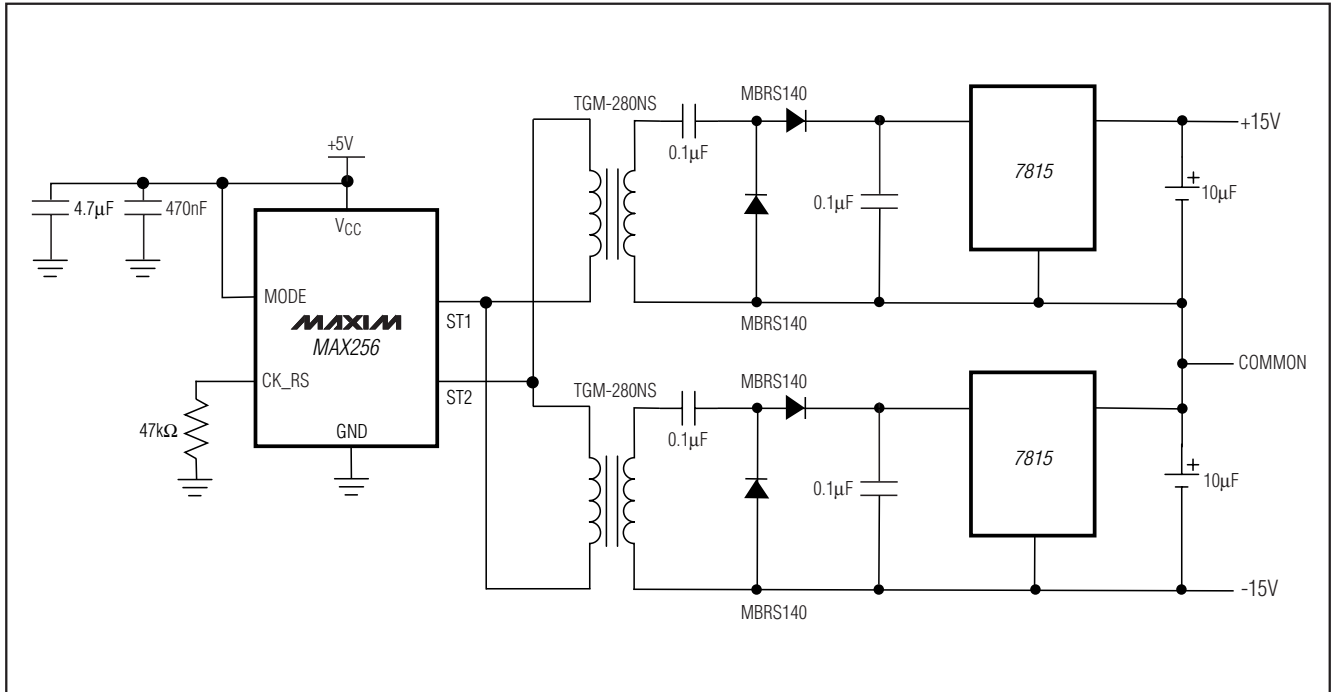 TGM-280NS
MBRS140
+15V
0.1µF
+5V
7815
+
10µF
4.7µF
470nF
0.1µF
VCC
MODE
MAXIM
MAX256
ST1
MBRS140
COMMON
CK_RS
ST2
TGM-280NS
MBRS140
47kΩ
GND
0.1µF
7815
+
10µF
0.1µF
-15V
MBRS140